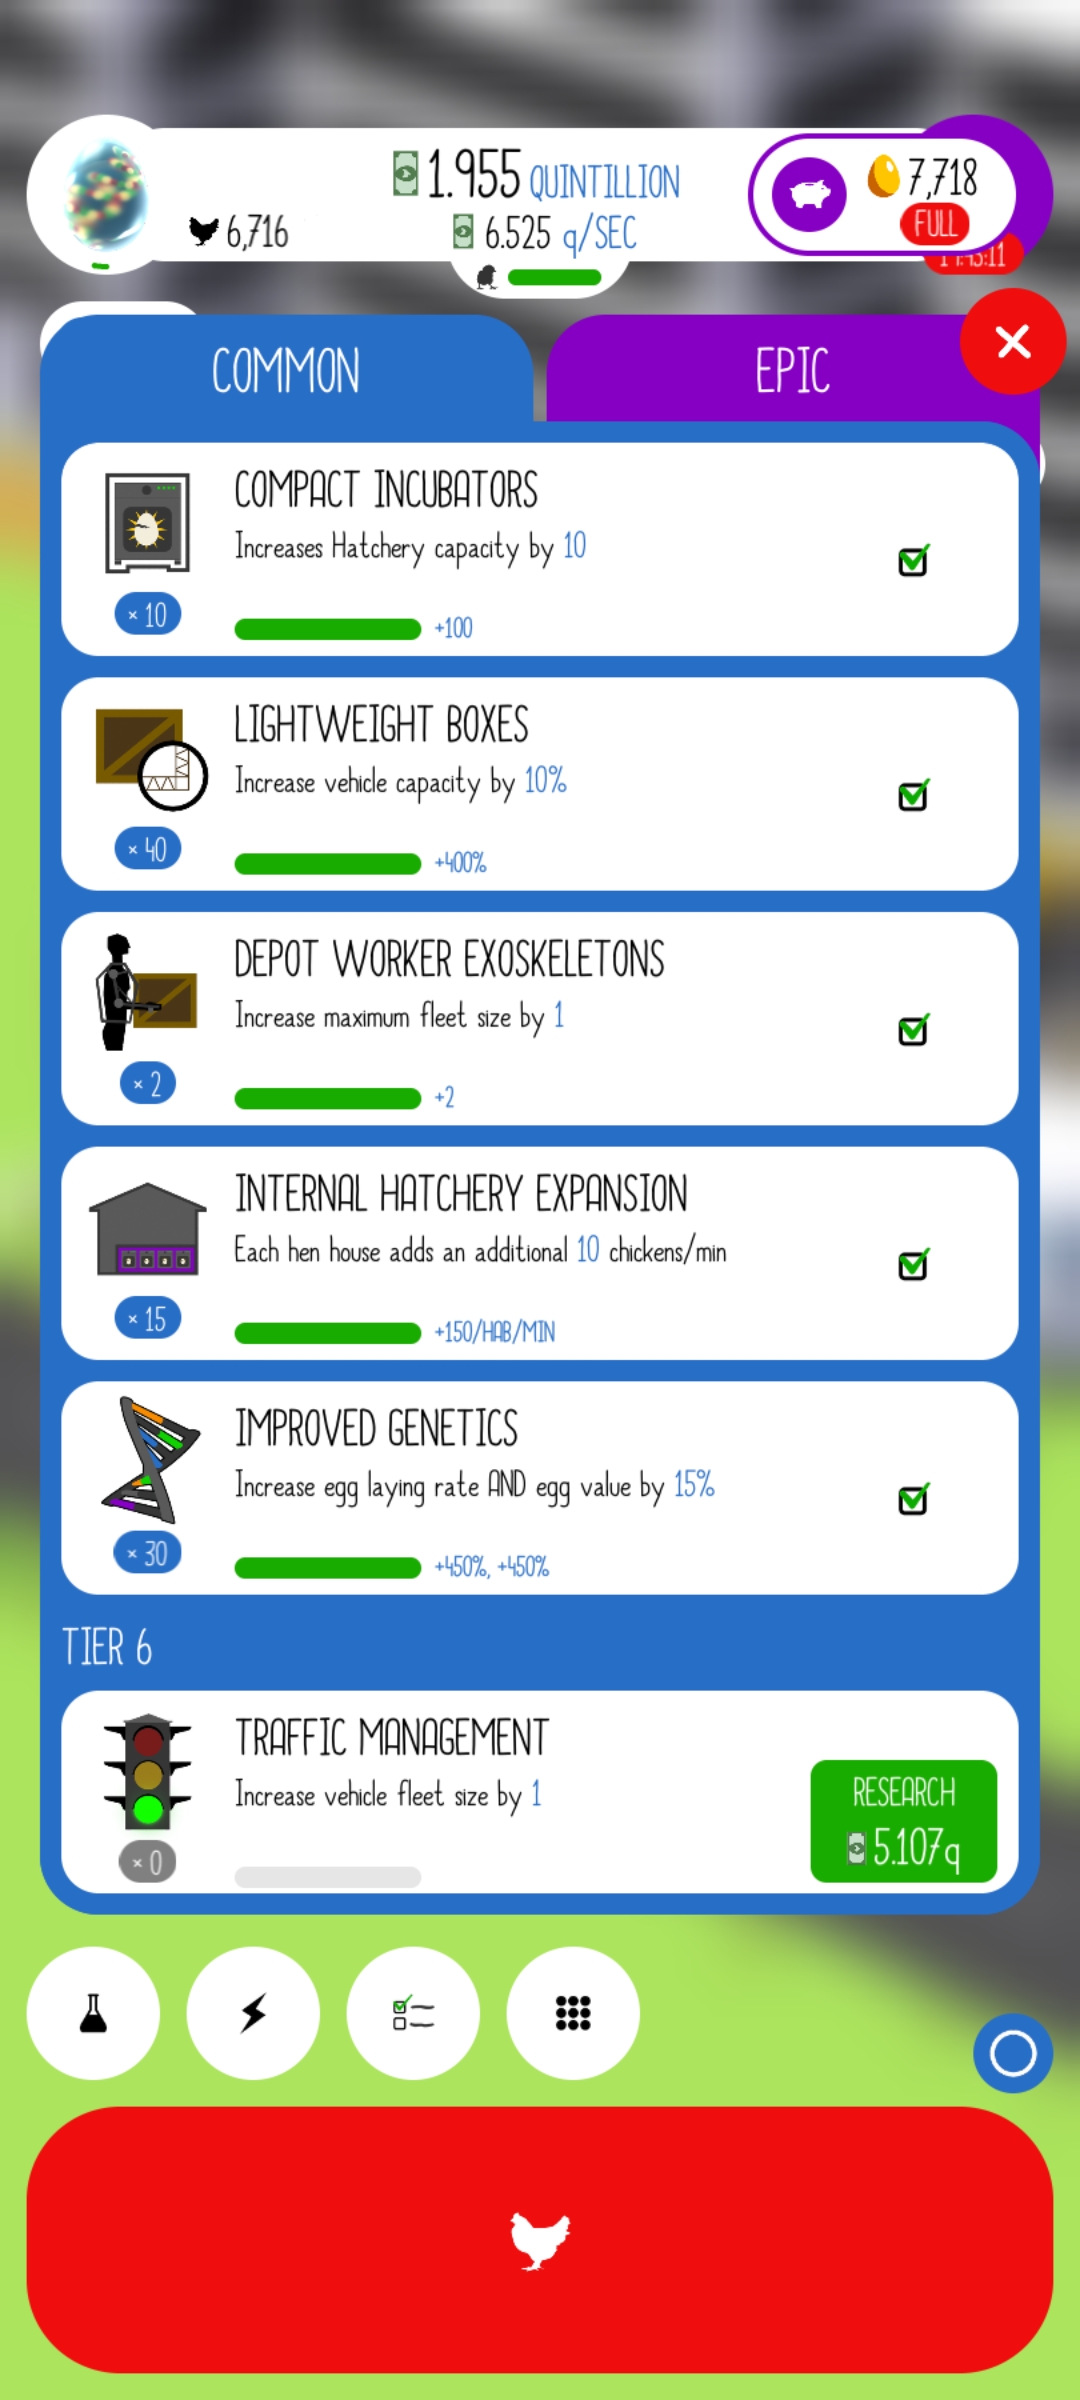 1.955 QUINTILLION
7,718
6,716
6.525 q/SEC
FULL
COMMON
EPIC
COMPACT INCUBATORS
Increases Hatchery capacity by 10
× 10
+100
LIGHTWEIGHT BOXES
Increase vehicle capacity by 10%
× 40
+400%
DEPOT WORKER EXOSKELETONS
Increase maximum fleet size by 1
× 2
+2
INTERNAL HATCHERY EXPANSION
Each hen house adds an additional 10 chickens/min
× 15
+150/HAB/MIN
IMPROVED GENETICS
Increase egg laying rate AND egg value by 15%
× 30
+450%, +450%
TIER 6
TRAFFIC MANAGEMENT
Increase vehicle fleet size by 1
RESEARCH
5.107q
× 0